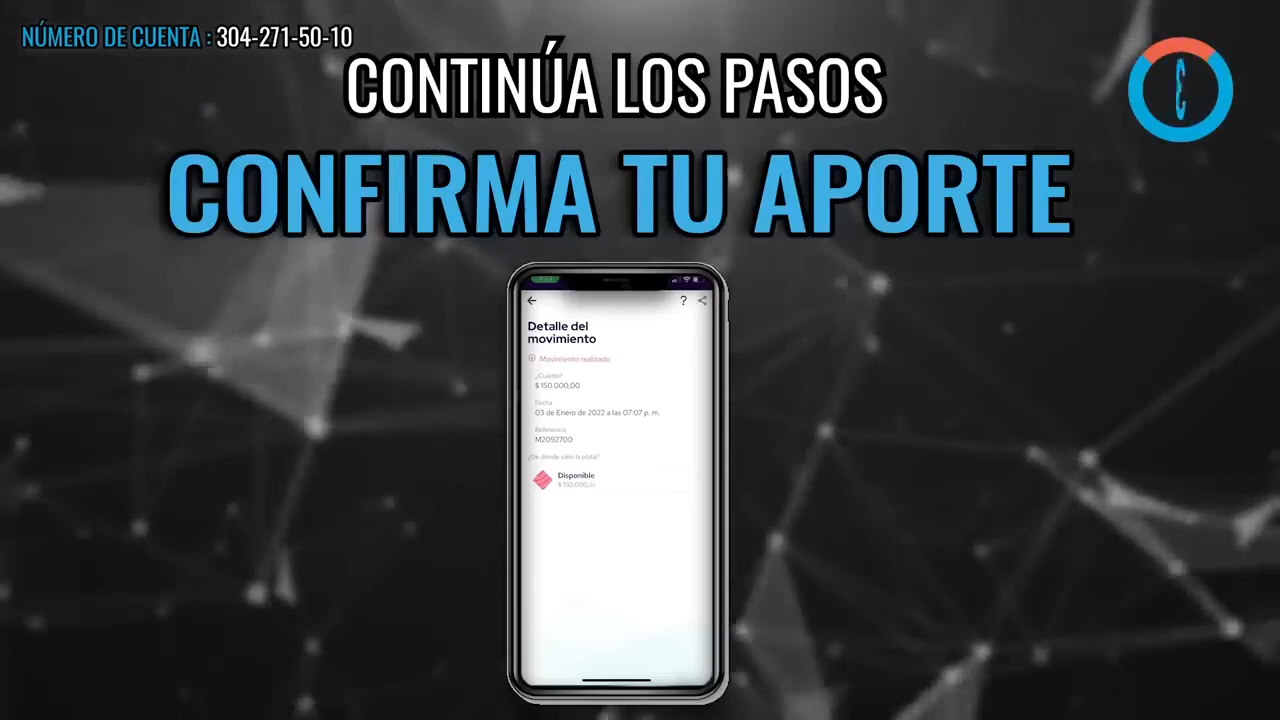 NÚMERO DE CUENTA : 304-271-50-10
CONTINÚA LOS PASOS
CONFIRMA TU APORTE
?
Detalle del
movimiento
Movimiento realizado
¿Cuánto?
$ 150.000,00
Fecha
03 de Enero de 2022 a las 07:07 p. m.
Referencia
M2092700
¿De dónde salió la plata?
Disponible
$ 150.000,00